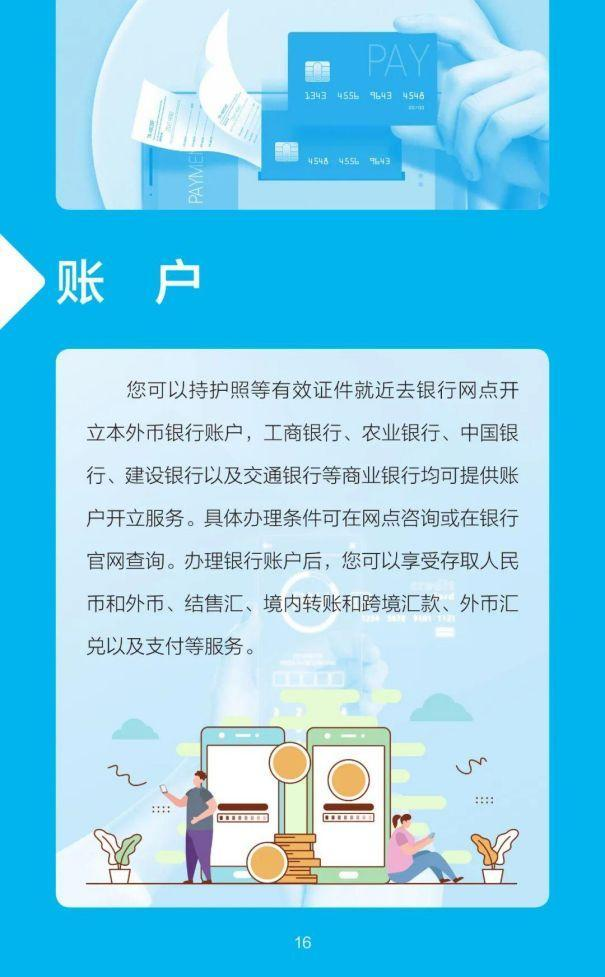 PAY
1343 4556 9643 4548
4548 4556 9643
PAYMEN
账 户
您可以持护照等有效证件就近去银行网点开
立本外币银行账户，工商银行、农业银行、中国银
行、建设银行以及交通银行等商业银行均可提供账
户开立服务。具体办理条件可在网点咨询或在银行
官网查询。办理银行账户后，您可以享受存取人民
币和外币、结售汇、境内转账和跨境汇款、外币汇
兑以及支付等服务。
credit
1234 5678 9101 1121
16